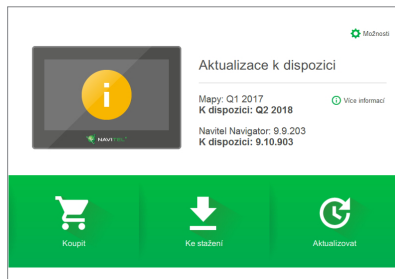 Možnosti
Aktualizace k dispozici
Mapy: Q1 2017
K dispozici: Q2 2018
Více informací
Navitel Navigator: 9.9.203
K dispozici: 9.10.903
NAVITEL®
Koupit
Ke stažení
Aktualizovat